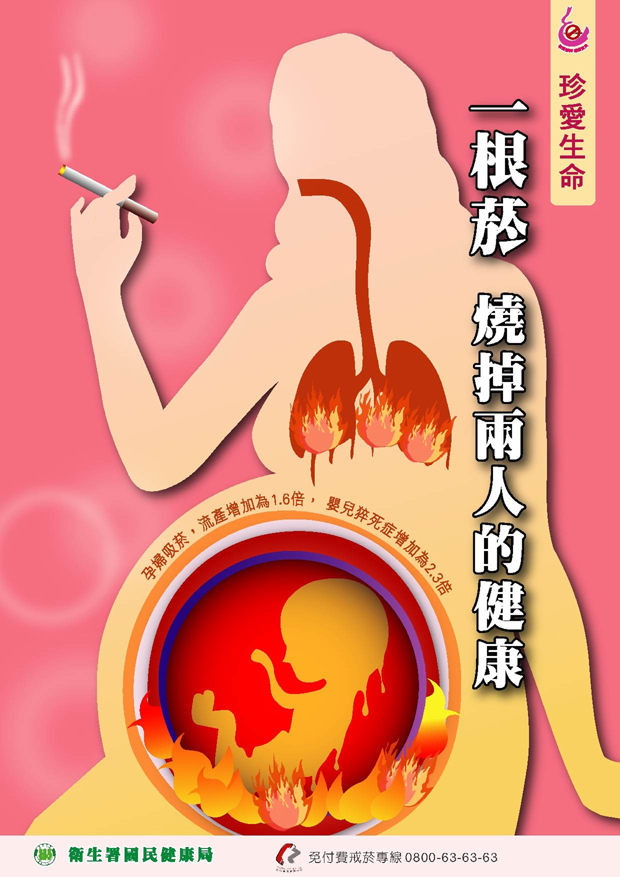 珍愛生命
一根菸 燒掉兩人的健康
孕婦吸菸，流產增加為1.6倍， 嬰兒猝死症增加為2.3倍
衛生署國民健康局
免付費戒菸專線 0800-63-63-63